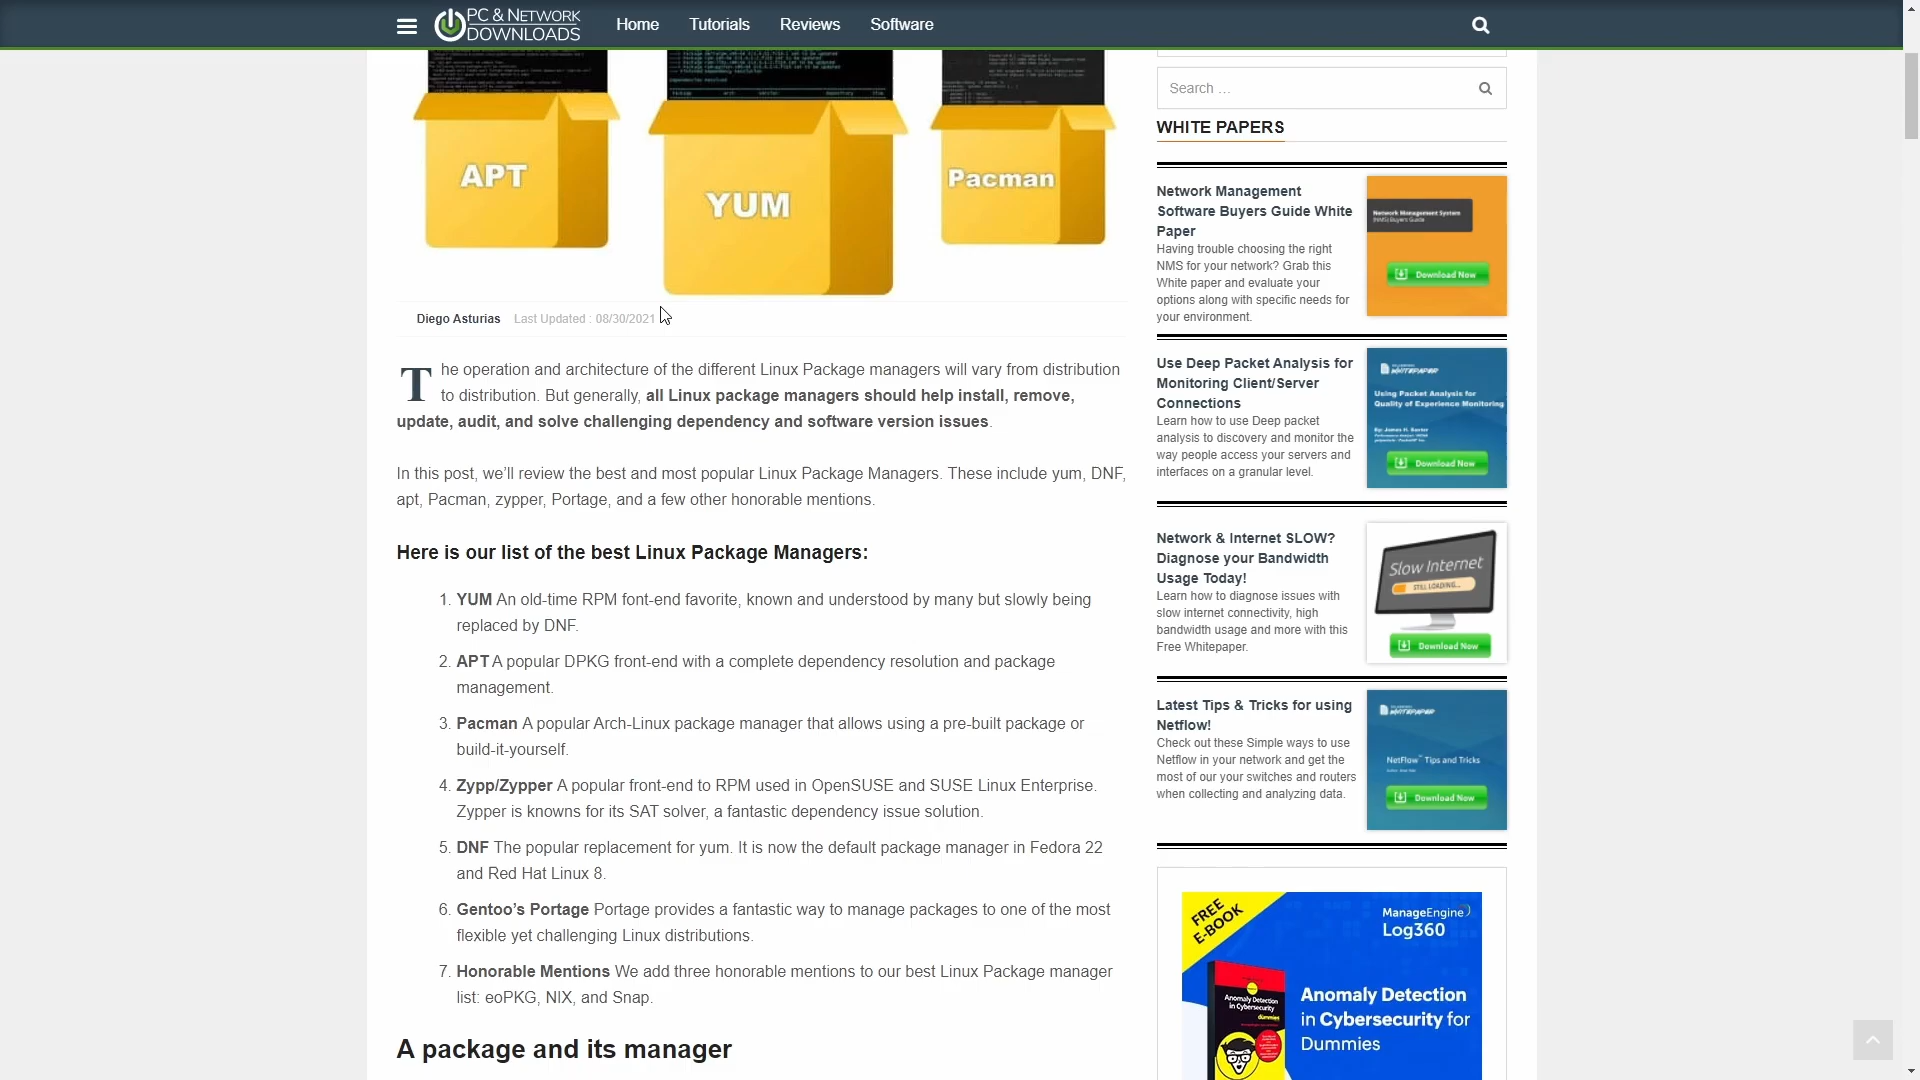 PC & NETWORK
DOWNLOADS
Home
Tutorials
Reviews
Software
APT
YUM
Pacman
Diego Asturias
Last Updated : 08/30/2021
The operation and architecture of the different Linux Package managers will vary from distribution
to distribution. But generally, all Linux package managers should help install, remove,
update, audit, and solve challenging dependency and software version issues.
In this post, we’ll review the best and most popular Linux Package Managers. These include yum, DNF,
apt, Pacman, zypper, Portage, and a few other honorable mentions.
Here is our list of the best Linux Package Managers:
1. YUM An old-time RPM font-end favorite, known and understood by many but slowly being
replaced by DNF.
2. APT A popular DPKG front-end with a complete dependency resolution and package
management.
3. Pacman A popular Arch-Linux package manager that allows using a pre-built package or
build-it-yourself.
4. Zypp/Zypper A popular front-end to RPM used in OpenSUSE and SUSE Linux Enterprise.
Zypper is knowns for its SAT solver, a fantastic dependency issue solution.
5. DNF The popular replacement for yum. It is now the default package manager in Fedora 22
and Red Hat Linux 8.
6. Gentoo’s Portage Portage provides a fantastic way to manage packages to one of the most
flexible yet challenging Linux distributions.
7. Honorable Mentions We add three honorable mentions to our best Linux Package manager
list: eoPKG, NIX, and Snap.
A package and its manager
Search …
WHITE PAPERS
Network Management
Software Buyers Guide White
Paper
Having trouble choosing the right
NMS for your network? Grab this
White paper and evaluate your
options along with specific needs for
your environment.
Network Management System
(NMS) Buyers Guide
Download Now
Use Deep Packet Analysis for
Monitoring Client/Server
Connections
Learn how to use Deep packet
analysis to discovery and monitor the
way people access your servers and
interfaces on a granular level.
WHITEPAPER
Using Packet Analysis for
Quality of Experience Monitoring
Download Now
Network & Internet SLOW?
Diagnose your Bandwidth
Usage Today!
Learn how to diagnose issues with
slow internet connectivity, high
bandwidth usage and more with this
Free Whitepaper.
Slow Internet
STILL LOADING...
Download Now
Latest Tips & Tricks for using
Netflow!
Check out these Simple ways to use
Netflow in your network and get the
most of our your switches and routers
when collecting and analyzing data.
WHITEPAPER
NetFlow™ Tips and Tricks
Download Now
FREE
E-BOOK
ManageEngine
Log360
Anomaly Detection
in Cybersecurity for
Dummies
Anomaly Detection
in Cybersecurity
dummies